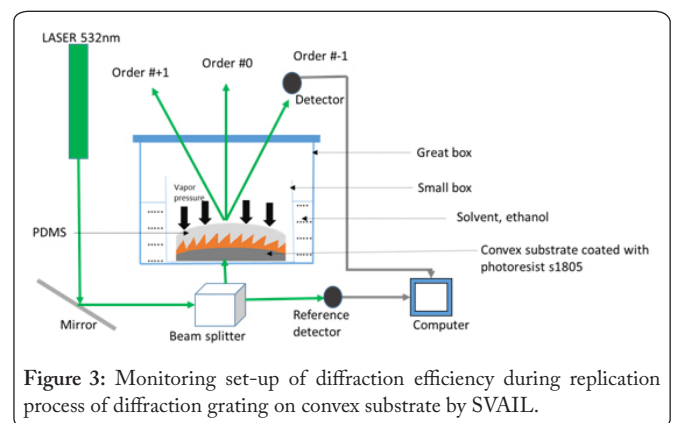 LASER 532nm
Order #+1
Order #0
Order #-1
Detector
Great box
Small box
Vapor
pressure
Solvent, ethanol
PDMS
Convex substrate coated with
photoresist s1805
Mirror
Beam splitter
Reference
detector
Computer
Figure 3: Monitoring set-up of diffraction efficiency during replication
process of diffraction grating on convex substrate by SVAIL.